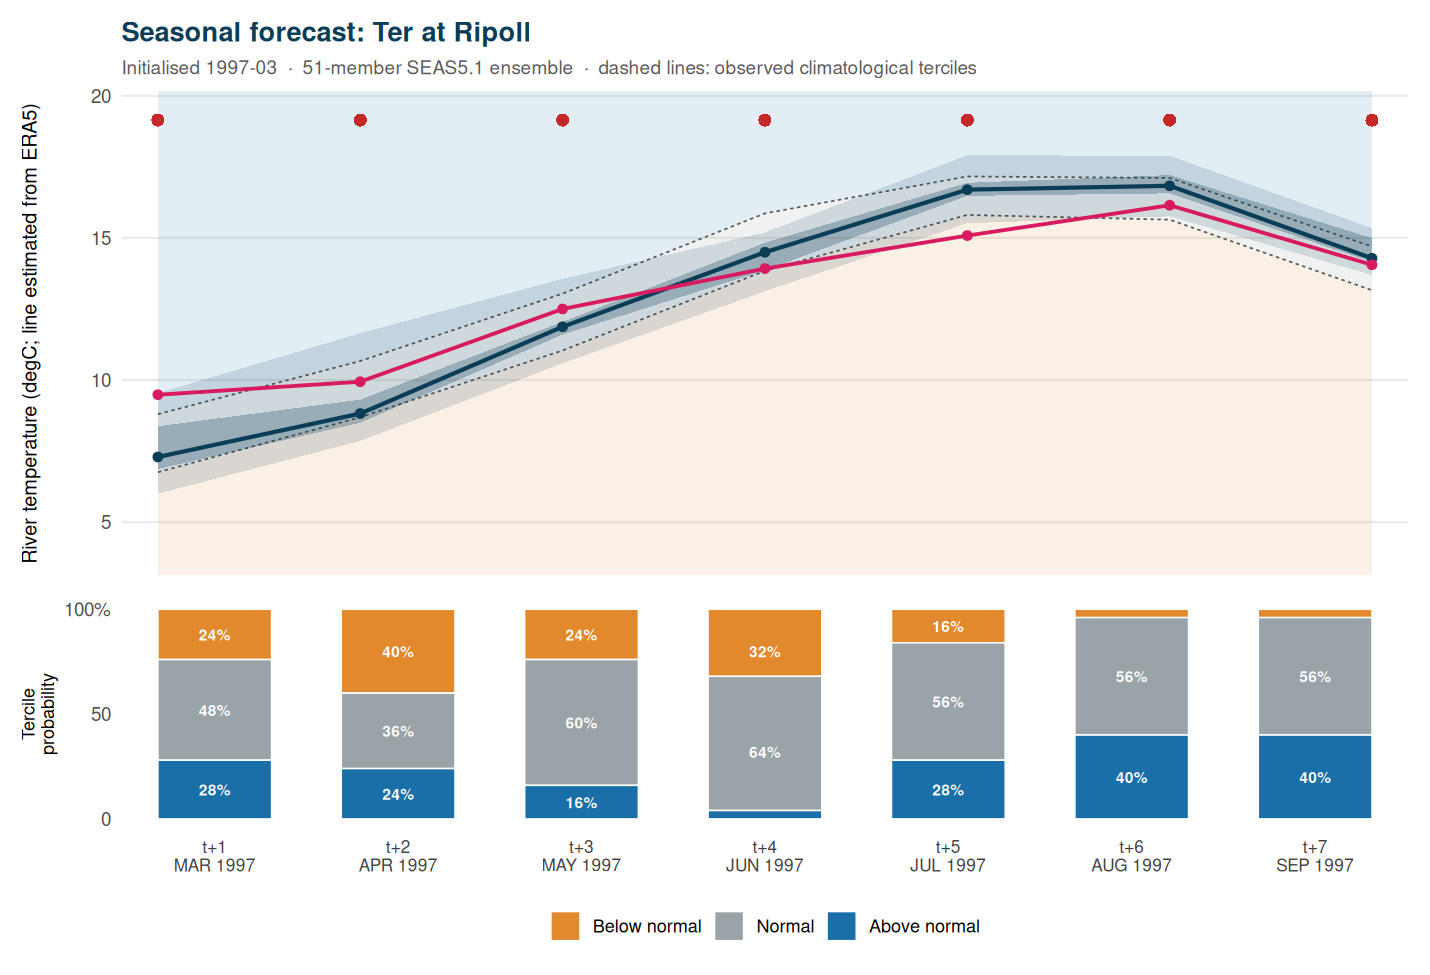 Seasonal forecast: Ter at Ripoll
Initialised 1997-03 · 51-member SEAS5.1 ensemble · dashed lines: observed climatological terciles
River temperature (degC; line estimated from ERA5)
20
15
10
5
Tercile
probability
100%
50
0
24%
48%
28%
40%
36%
24%
24%
60%
16%
32%
64%
16%
56%
28%
56%
40%
56%
40%
t+1
MAR 1997
t+2
APR 1997
t+3
MAY 1997
t+4
JUN 1997
t+5
JUL 1997
t+6
AUG 1997
t+7
SEP 1997
Below normal
Normal
Above normal